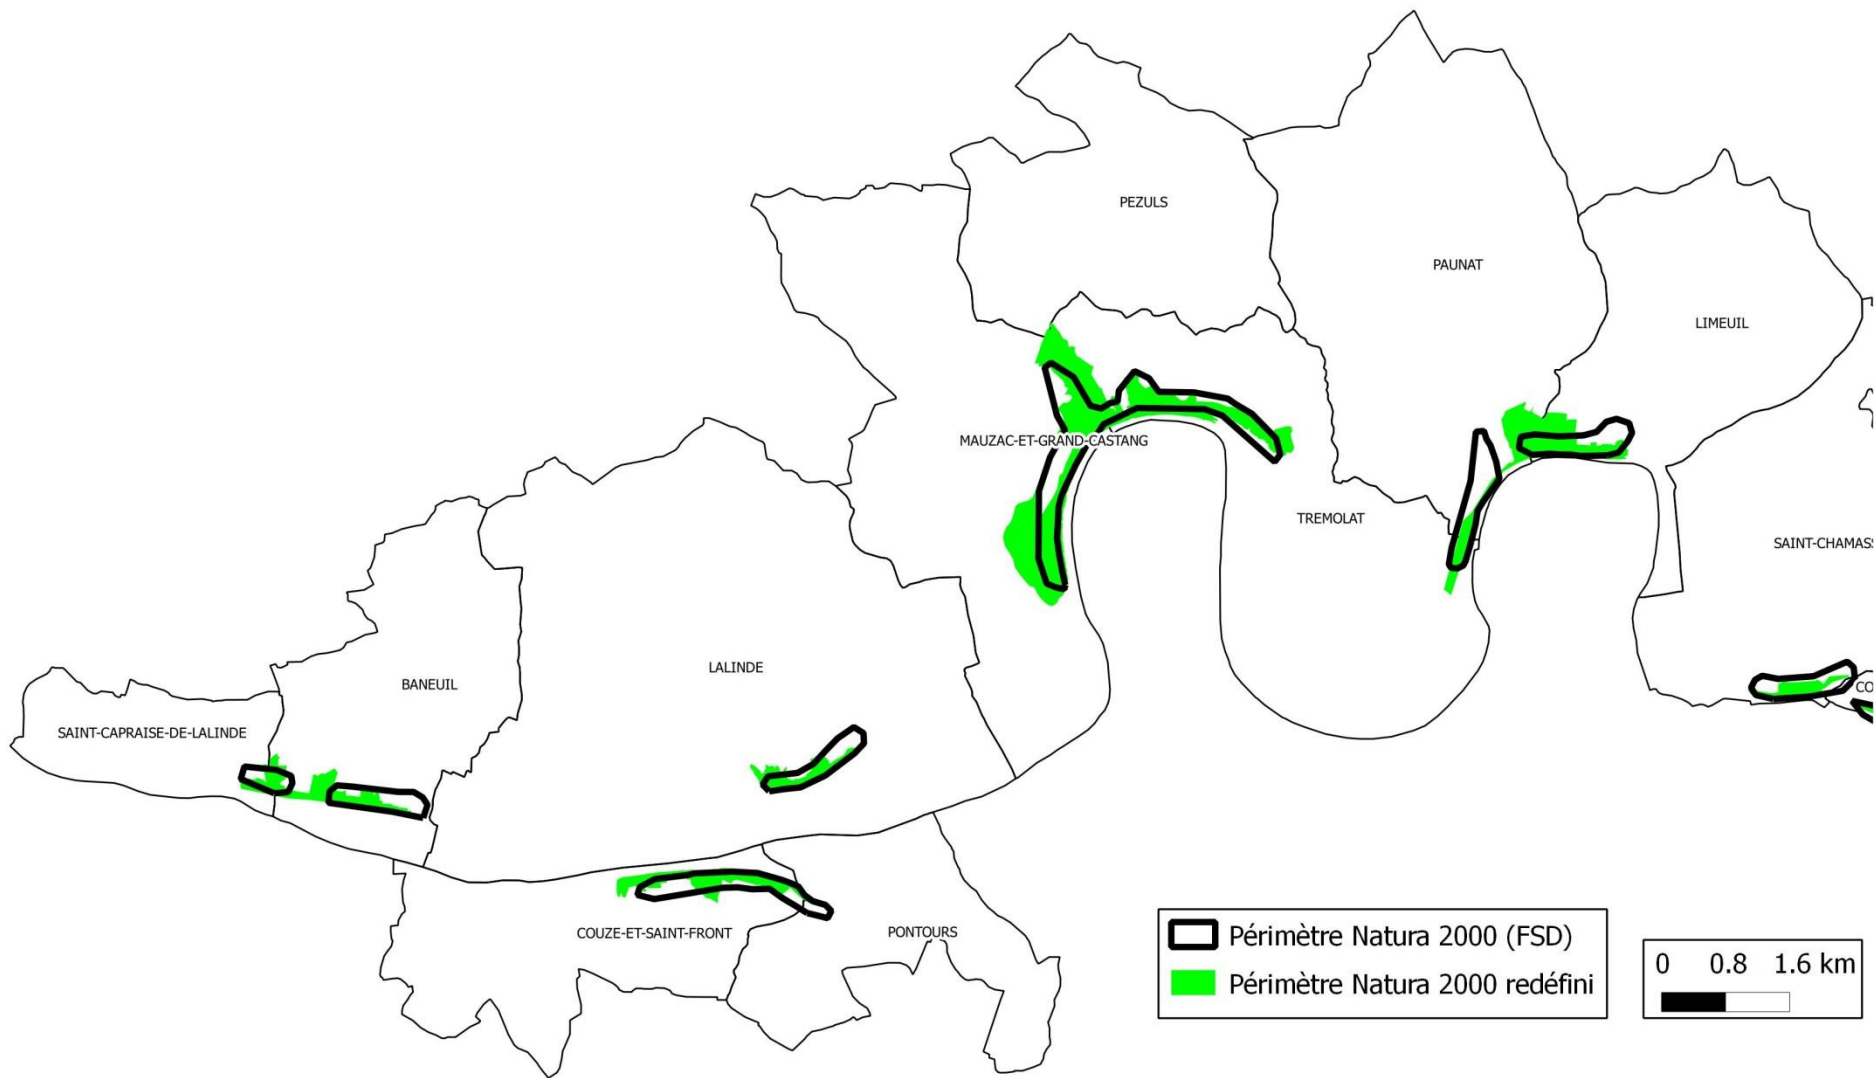 PEZULS
PAUNAT
LIMEUIL
MAUZAC-ET-GRAND-CASTANG
TREMOLAT
SAINT-CHAMAS
LALINDE
BANEUIL
CO
SAINT-CAPRAISE-DE-LALINDE
COUZE-ET-SAINT-FRONT
PONTOURS
Périmètre Natura 2000 (FSD)
Périmètre Natura 2000 redéfini
0 0.8 1.6 km